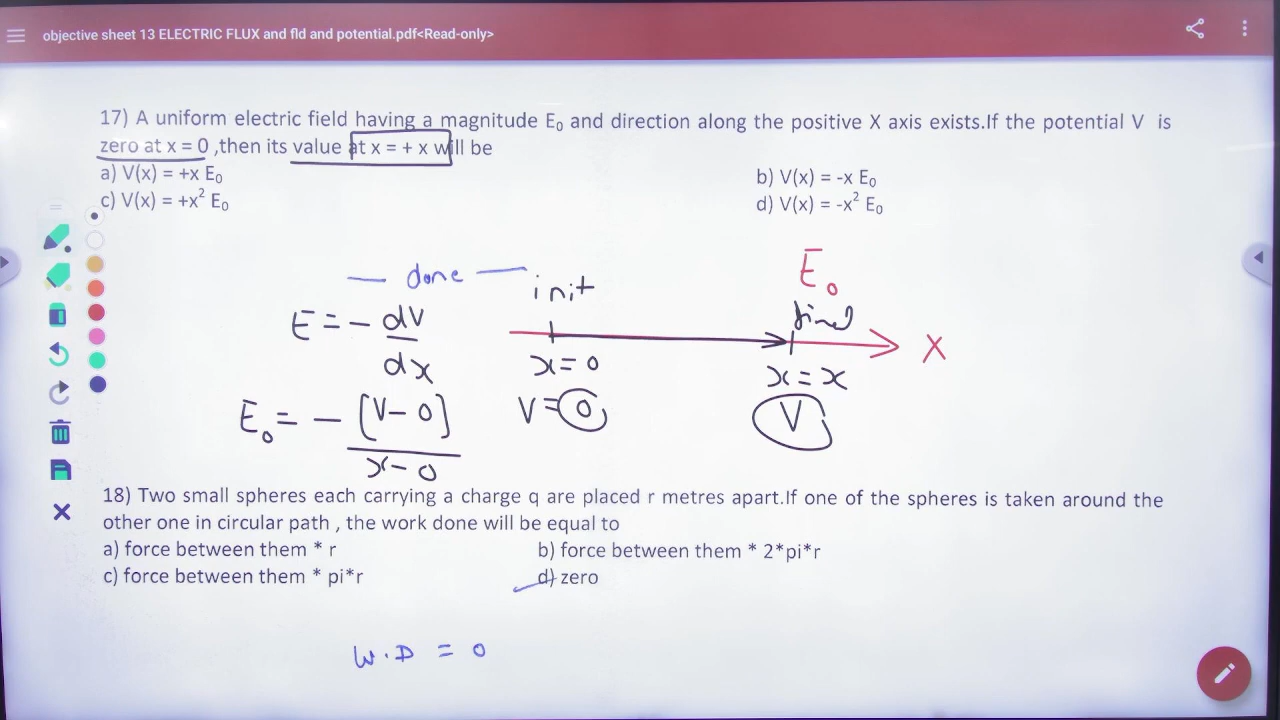 objective sheet 13 ELECTRIC FLUX and fld and potential.pdf<Read-only>
17) A uniform electric field having a magnitude E₀ and direction along the positive X axis exists.If the potential V is
zero at x = 0 ,then its value at x = + x will be
a) V(x) = +x E₀
b) V(x) = -x E₀
c) V(x) = +x² E₀
d) V(x) = -x² E₀
— done —
init
E₀
final
E = - dV/dx
X
x = 0
x = x
E₀ = - [V - 0]/x - 0
V = 0
V
18) Two small spheres each carrying a charge q are placed r metres apart.If one of the spheres is taken around the
other one in circular path , the work done will be equal to
a) force between them * r
b) force between them * 2*pi*r
c) force between them * pi*r
d) zero
W.D = 0